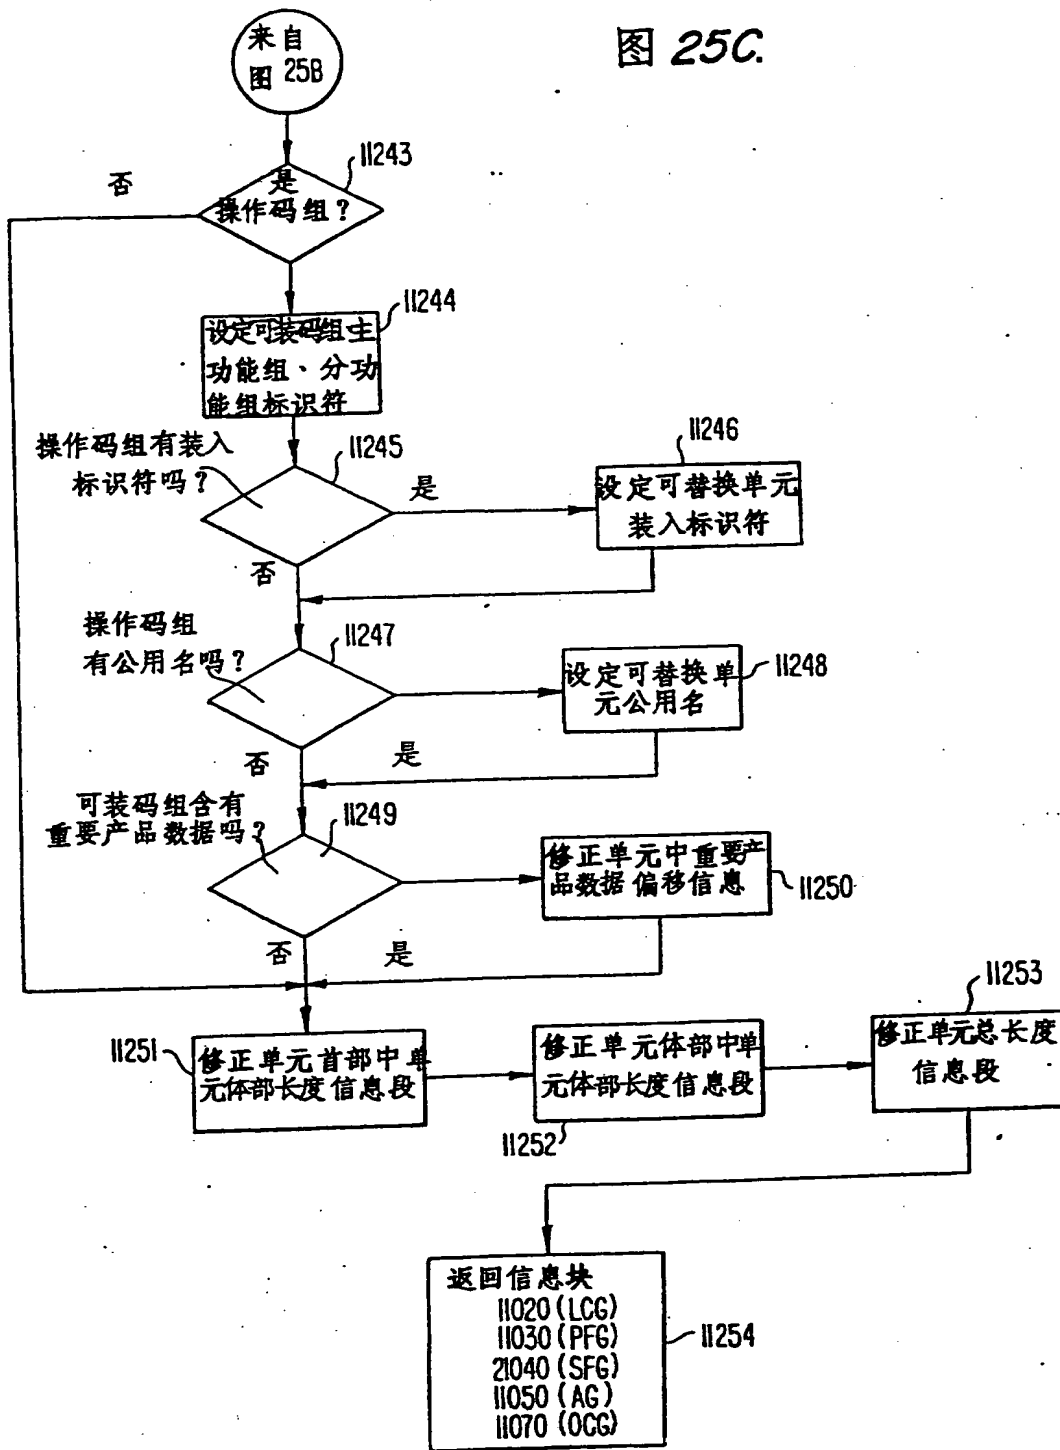 图 25C.
来自
图 25B
11243
否
是
操作码组？
11244
设定可装码组主
功能组、分功
能组标识符
操作码组有装入
标识符吗？
11245
是
11246
设定可替换单元
装入标识符
否
操作码组
有公用名吗？
11247
设定可替换单
元公用名
11248
否
是
可装码组含有
重要产品数据吗？
11249
修正单元中重要产
品数据偏移信息
11250
否
是
11251
修正单元首部中单
元体部长度信息段
修正单元体部中单
元体部长度信息段
11252
11253
修正单元总长度
信息段
返回信息块
11020 (LCG)
11030 (PFG)
21040 (SFG)
11050 (AG)
11070 (OCG)
11254